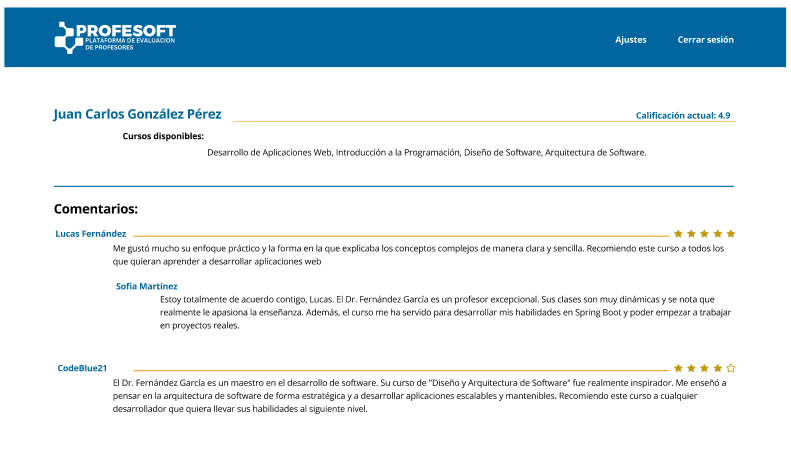 PROFESOFT
PLATAFORMA DE EVALUACION
DE PROFESORES
Ajustes
Cerrar sesión
Juan Carlos González Pérez
Calificación actual: 4.9
Cursos disponibles:
Desarrollo de Aplicaciones Web, Introducción a la Programación, Diseño de Software, Arquitectura de Software.
Comentarios:
Lucas Fernández
Me gustó mucho su enfoque práctico y la forma en la que explicaba los conceptos complejos de manera clara y sencilla. Recomiendo este curso a todos los
que quieran aprender a desarrollar aplicaciones web
Sofia Martínez
Estoy totalmente de acuerdo contigo, Lucas. El Dr. Fernández García es un profesor excepcional. Sus clases son muy dinámicas y se nota que
realmente le apasiona la enseñanza. Además, el curso me ha servido para desarrollar mis habilidades en Spring Boot y poder empezar a trabajar
en proyectos reales.
CodeBlue21
El Dr. Fernández García es un maestro en el desarrollo de software. Su curso de "Diseño y Arquitectura de Software" fue realmente inspirador. Me enseñó a
pensar en la arquitectura de software de forma estratégica y a desarrollar aplicaciones escalables y mantenibles. Recomiendo este curso a cualquier
desarrollador que quiera llevar sus habilidades al siguiente nivel.